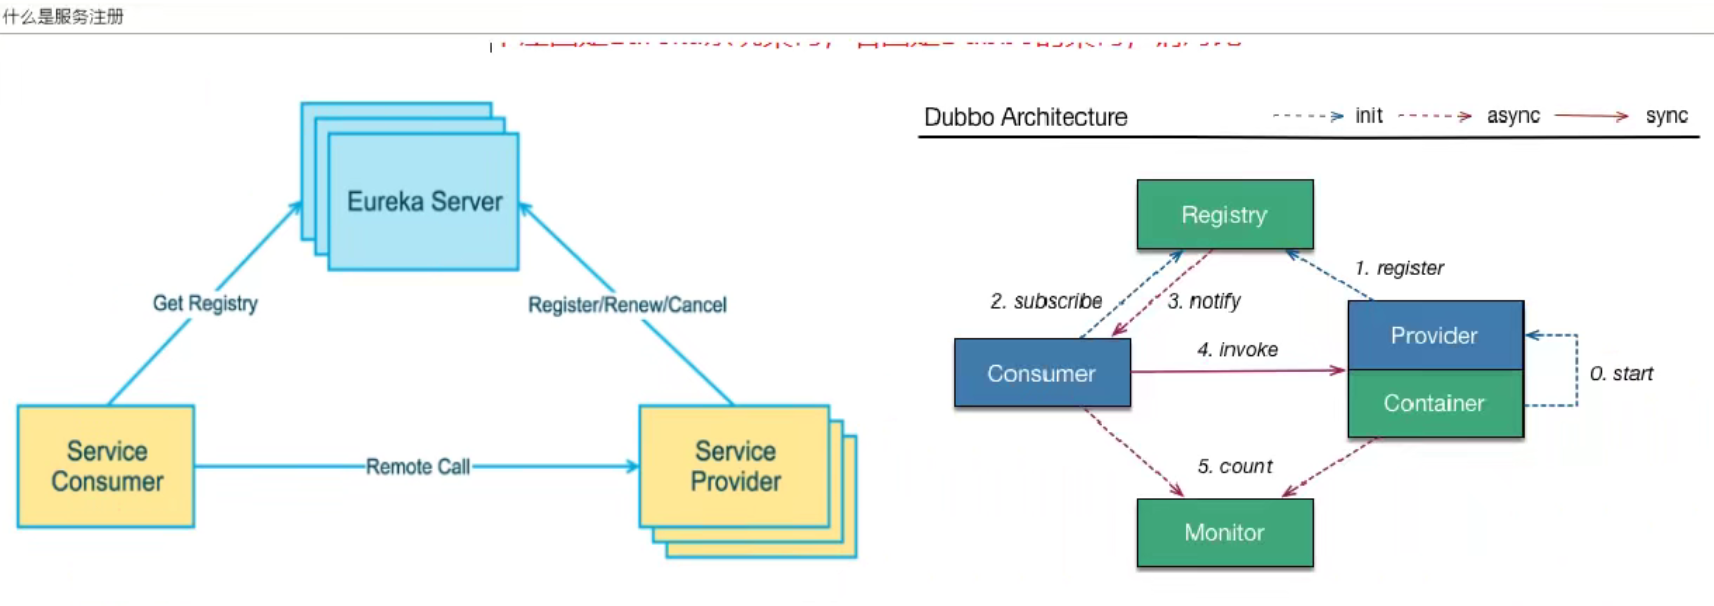 什么是服务注册
Eureka Server
Get Registry
Register/Renew/Cancel
Service
Consumer
Remote Call
Service
Provider
Dubbo Architecture
init
async
sync
Registry
1. register
2. subscribe
3. notify
Provider
4. invoke
Consumer
0. start
Container
5. count
Monitor